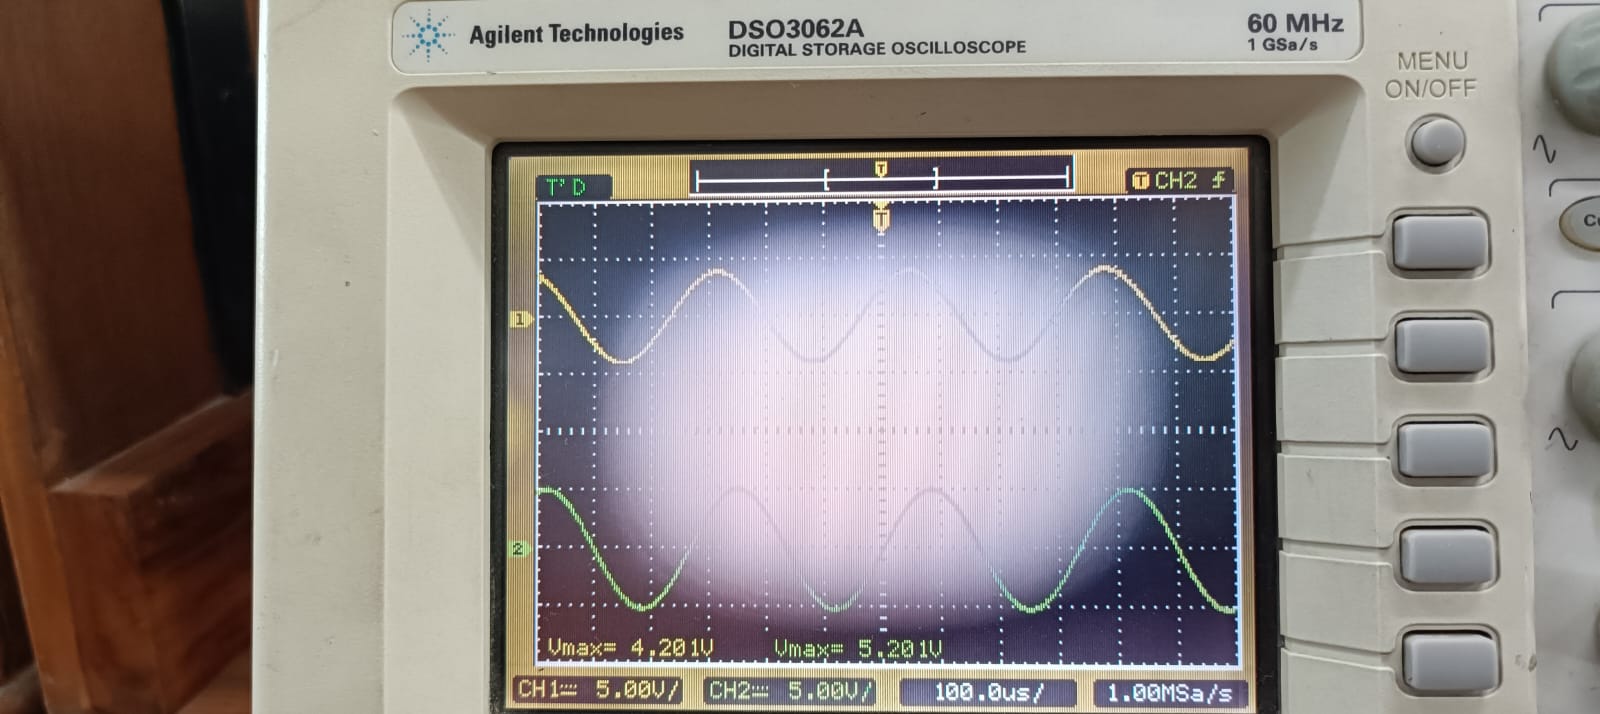 Agilent Technologies
DSO3062A
DIGITAL STORAGE OSCILLOSCOPE
60 MHz
1 GSa/s
MENU
ON/OFF
T'D
T
T CH2
T
1
2
Vmax= 4.201V Vmax= 5.201V
CH1 5.00V/ CH2 5.00V/ 100.0us/ 1.00MSa/s